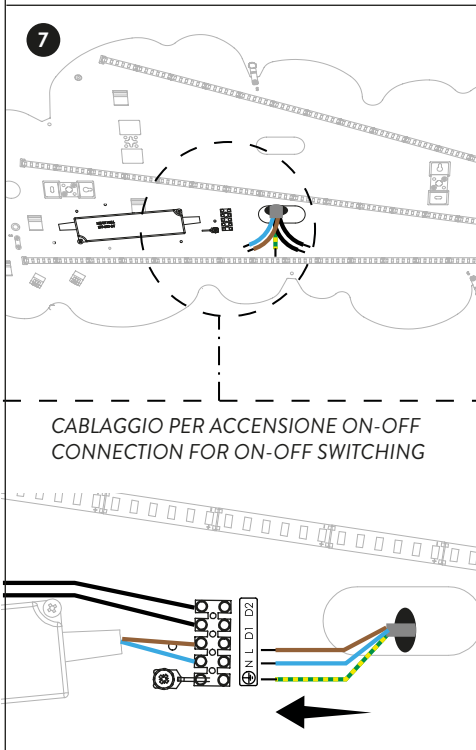 7
CABLAGGIO PER ACCENSIONE ON-OFF
CONNECTION FOR ON-OFF SWITCHING
N L D1 D2